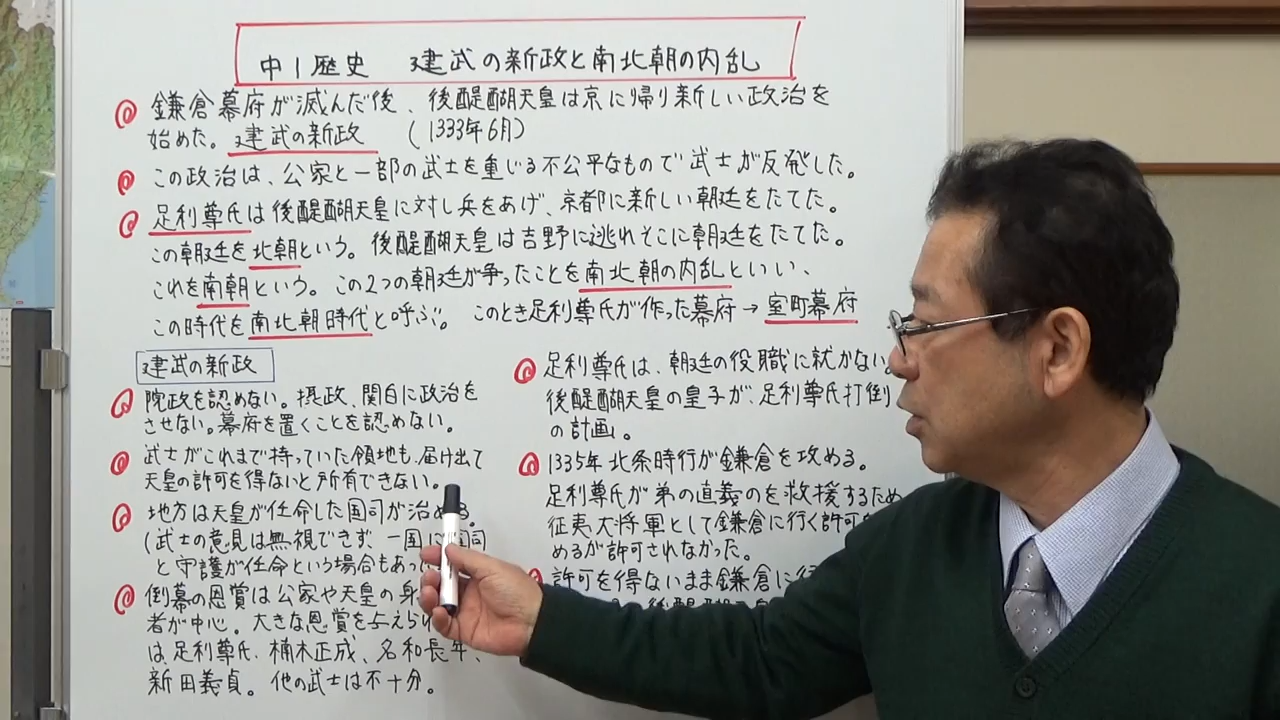 中1歴史 建武の新政と南北朝の内乱
鎌倉幕府が滅んだ後、後醍醐天皇は京に帰り新しい政治を
始めた。建武の新政 (1333年6月)
この政治は、公家と一部の武士を重じる不公平なもので武士が反発した。
足利尊氏は後醍醐天皇に対し兵をあげ、京都に新しい朝廷をたてた。
この朝廷を北朝という。後醍醐天皇は吉野に逃れそこに朝廷をたてた。
これを南朝という。この2つの朝廷が争ったことを南北朝の内乱といい、
この時代を南北朝時代と呼ぶ。このとき足利尊氏が作った幕府→室町幕府
建武の新政
院政を認めない。摂政、関白に政治を
させない。幕府を置くことを認めない。
武士がこれまで持っていた領地も、届け出て
天皇の許可を得ないと所有できない。
地方は天皇が任命した国司が治める。
(武士の意見は無視できず、一国に国司
と守護が任命という場合もあっ
倒幕の恩賞は公家や天皇の身
者が中心。大きな恩賞を与えられ
は、足利尊氏、楠木正成、名和長年、
新田義貞。他の武士は不十分。
足利尊氏は、朝廷の役職に就かない
後醍醐天皇の皇子が、足利尊氏打倒
の計画。
1335年北条時行が鎌倉を攻める。
足利尊氏が弟の直義のを救援するため
征夷大将軍として鎌倉に行く許可を
めるが許可されなかった。
許可を得ないまま鎌倉に行
後醍醐天皇